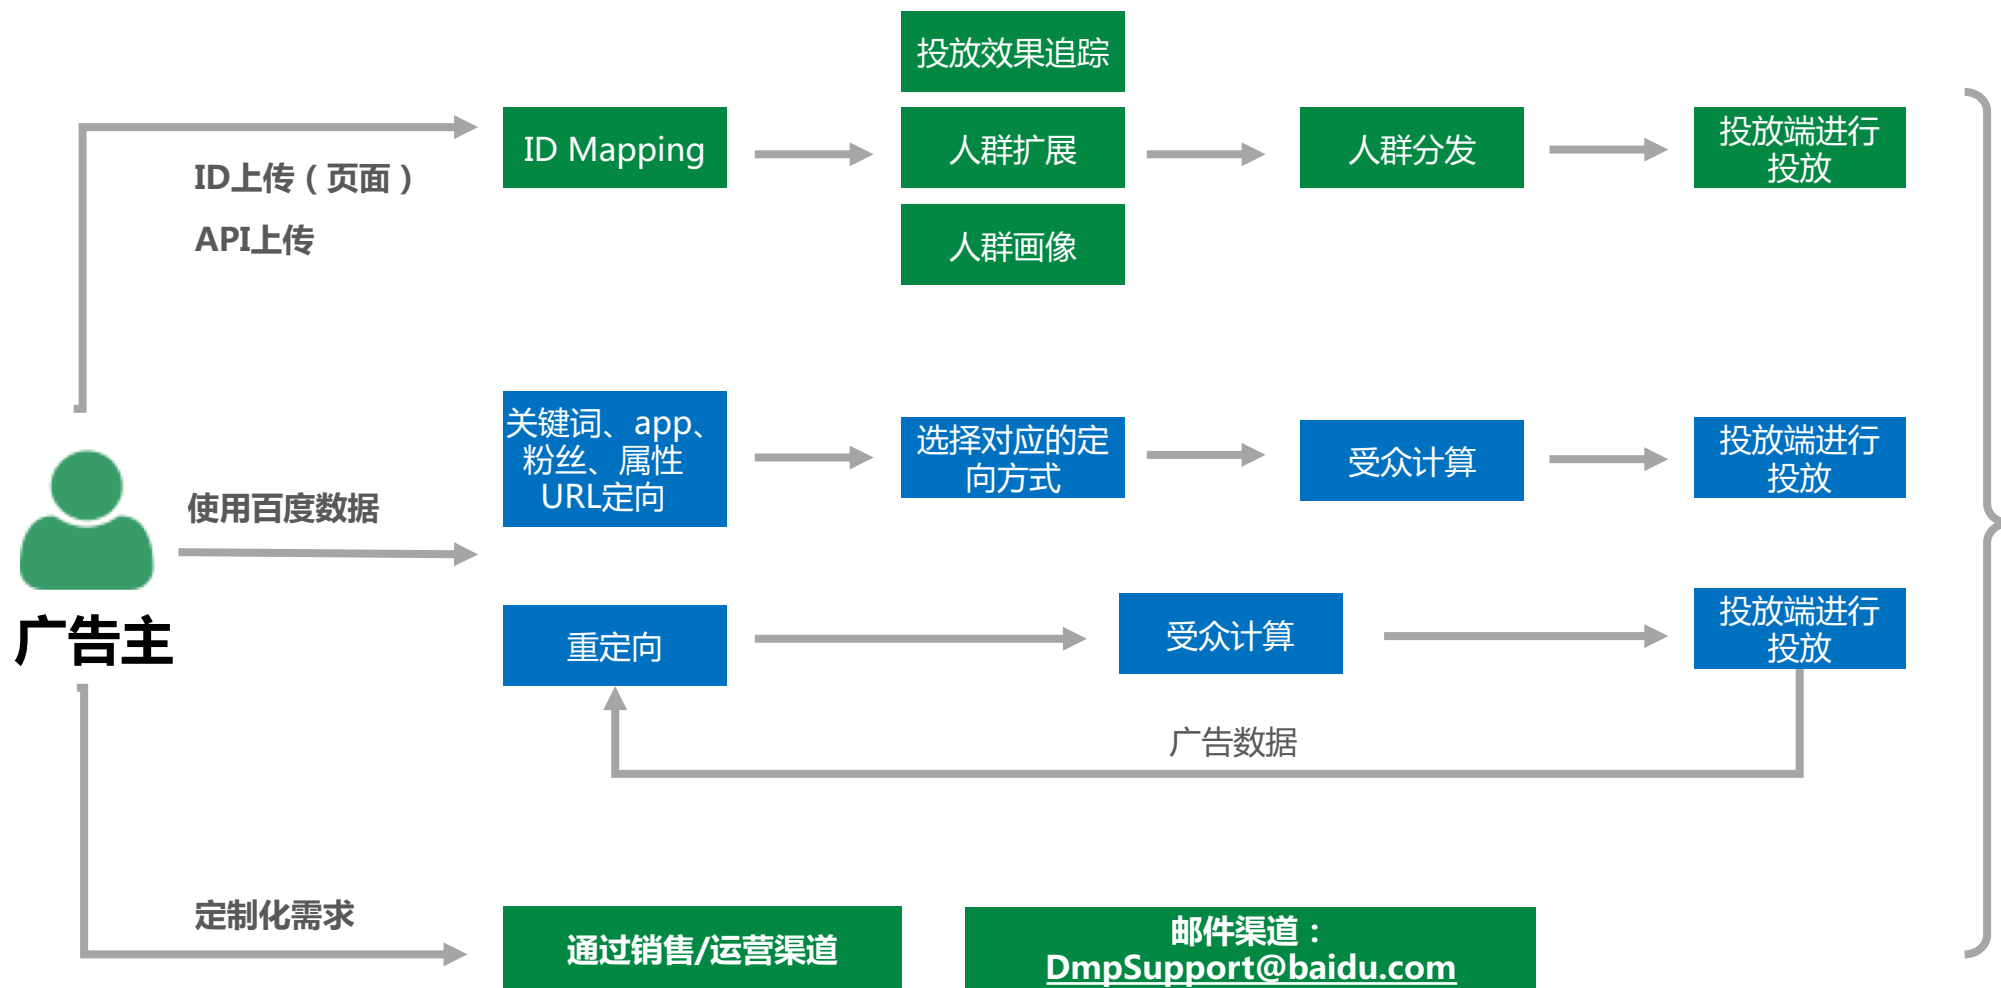 投放效果追踪
ID Mapping
人群扩展
人群分发
投放端进行
投放
ID上传（页面）
API上传
人群画像
关键词、app、
粉丝、属性
URL定向
选择对应的定
向方式
受众计算
投放端进行
投放
使用百度数据
广告主
重定向
受众计算
投放端进行
投放
广告数据
定制化需求
通过销售/运营渠道
邮件渠道：
DmpSupport@baidu.com